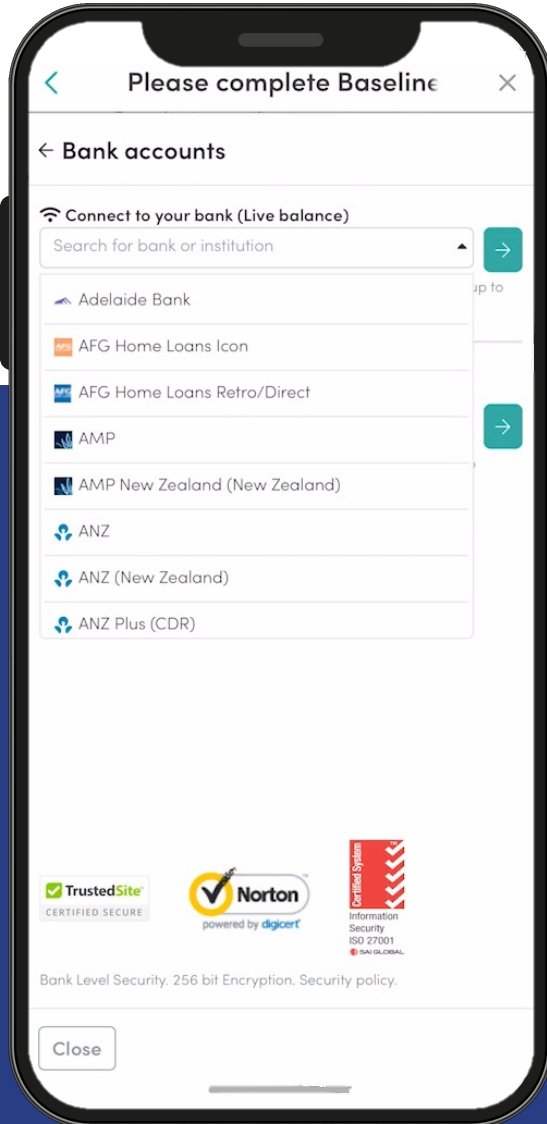 Please complete Baseline
Bank accounts
Connect to your bank (Live balance)
Search for bank or institution
up to
Adelaide Bank
AFG Home Loans Icon
AFG Home Loans Retro/Direct
AMP
AMP New Zealand (New Zealand)
ANZ
ANZ (New Zealand)
ANZ Plus (CDR)
TrustedSite
CERTIFIED SECURE
Norton
powered by digicert
Certified System
Information
Security
ISO 27001
SAI GLOBAL
Bank Level Security. 256 bit Encryption. Security policy.
Close